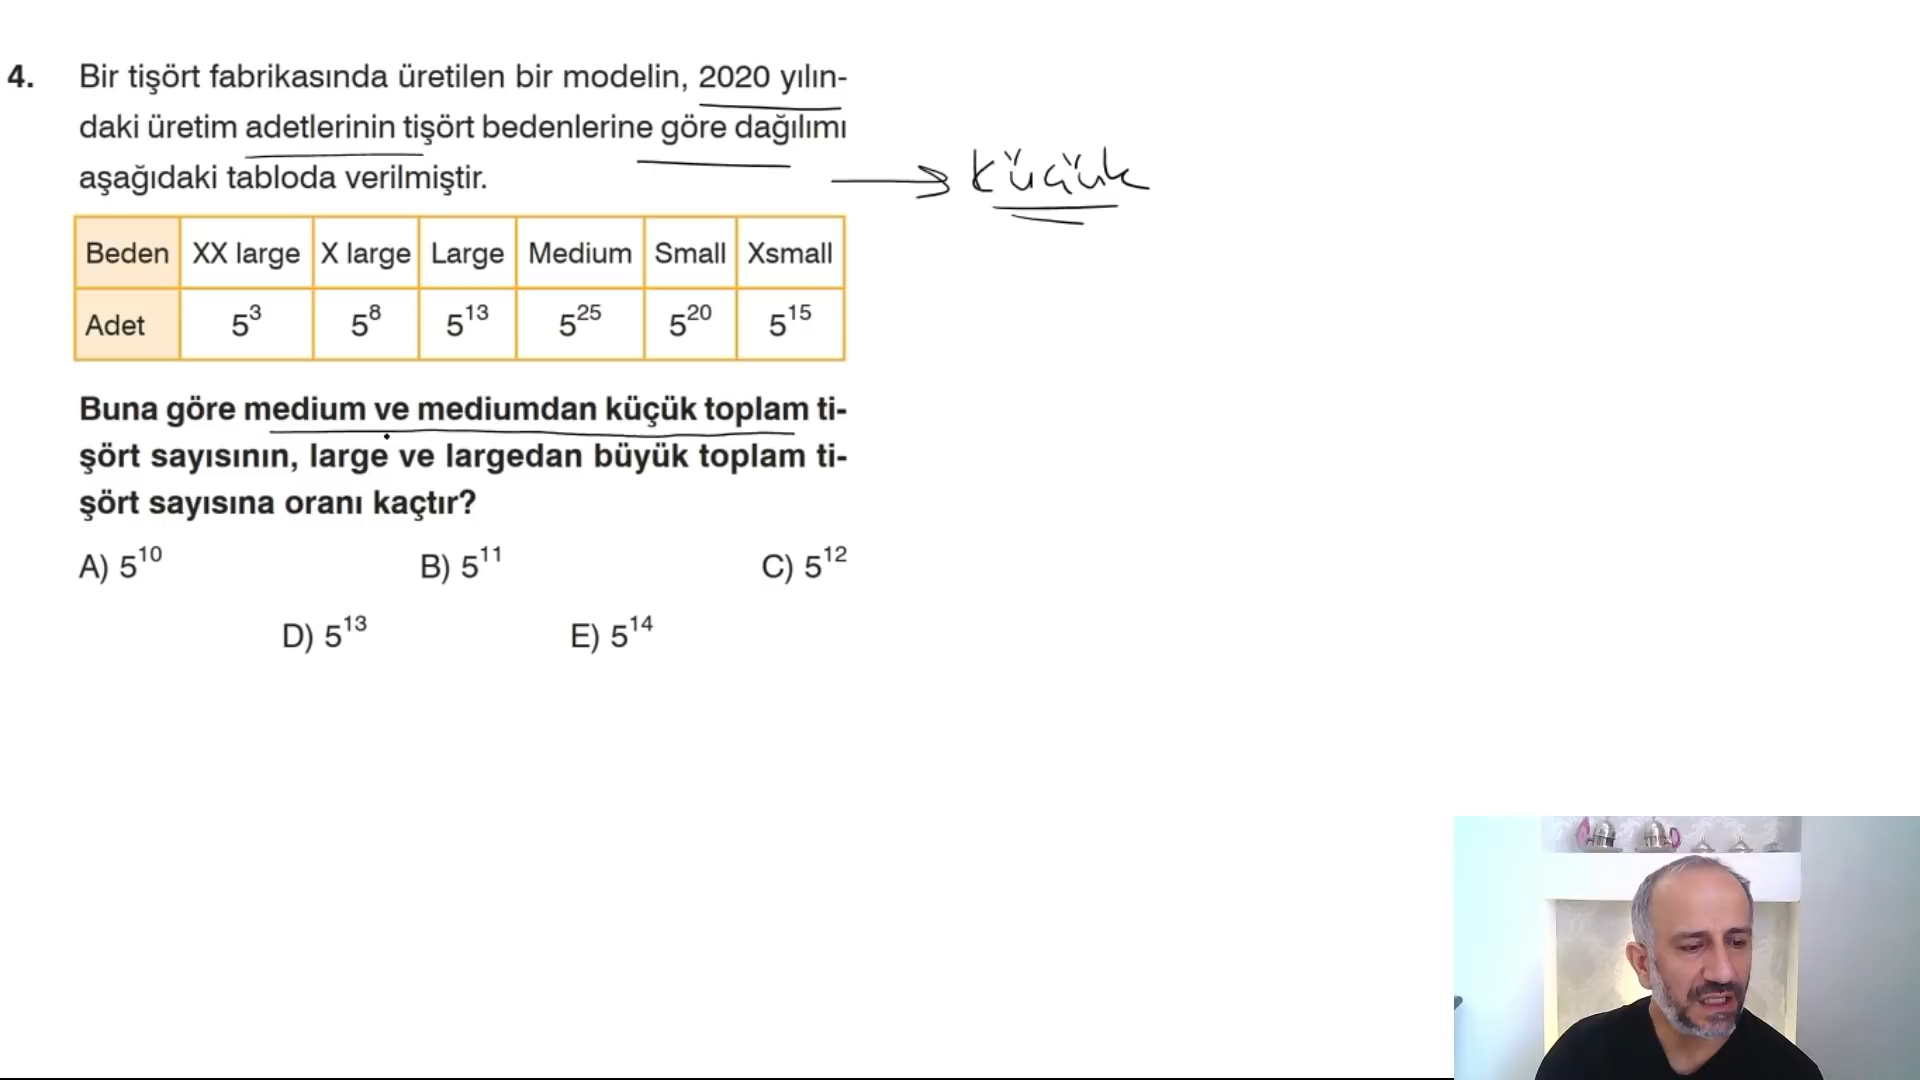 4. Bir tişört fabrikasında üretilen bir modelin, 2020 yılın-
daki üretim adetlerinin tişört bedenlerine göre dağılımı
aşağıdaki tabloda verilmiştir.
küçük
Beden XX large X large Large Medium Small Xsmall
Adet 5³ 5⁸ 5¹³ 5²⁵ 5²⁰ 5¹⁵
Buna göre medium ve mediumdan küçük toplam ti-
şört sayısının, large ve largedan büyük toplam ti-
şört sayısına oranı kaçtır?
A) 5¹⁰ B) 5¹¹ C) 5¹²
D) 5¹³ E) 5¹⁴